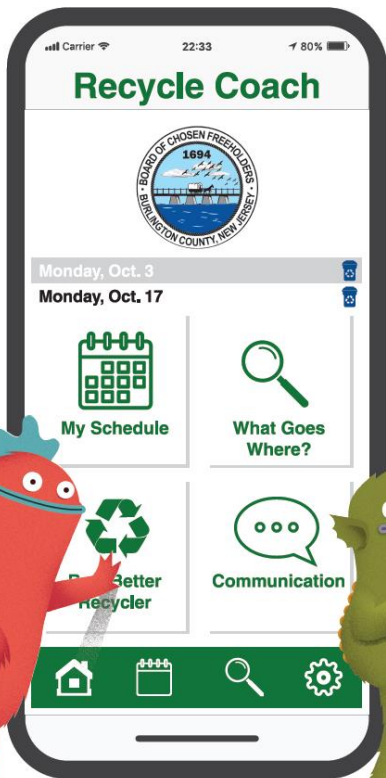 Carrier 22:33 80%
Recycle Coach
BOARD OF CHOSEN FREEHOLDERS
1694
BURLINGTON COUNTY, NEW JERSEY
Monday, Oct. 3
Monday, Oct. 17
My Schedule
What Goes
Where?
Better
Recycler
Communication